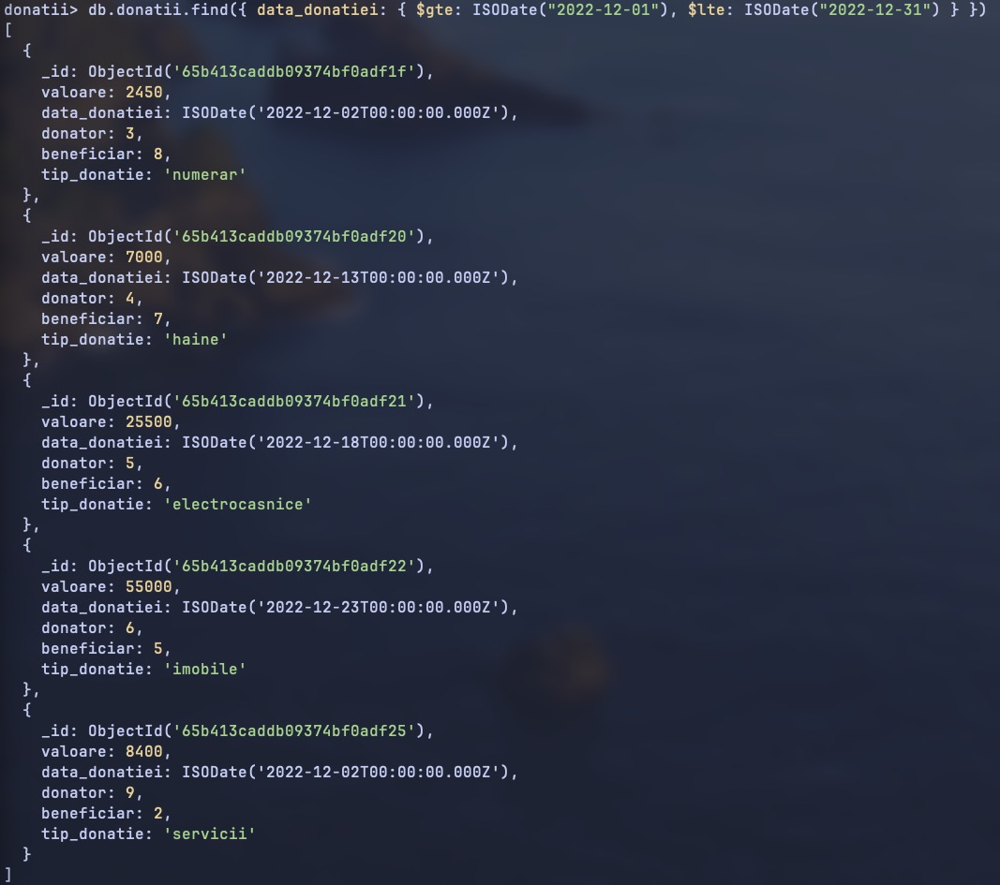 donatii> db.donatii.find({ data_donatiei: { $gte: ISODate("2022-12-01"), $lte: ISODate("2022-12-31") } })
[
  {
    _id: ObjectId('65b413caddb09374bf0adf1f'),
    valoare: 2450,
    data_donatiei: ISODate('2022-12-02T00:00:00.000Z'),
    donator: 3,
    beneficiar: 8,
    tip_donatie: 'numerar'
  },
  {
    _id: ObjectId('65b413caddb09374bf0adf20'),
    valoare: 7000,
    data_donatiei: ISODate('2022-12-13T00:00:00.000Z'),
    donator: 4,
    beneficiar: 7,
    tip_donatie: 'haine'
  },
  {
    _id: ObjectId('65b413caddb09374bf0adf21'),
    valoare: 25500,
    data_donatiei: ISODate('2022-12-18T00:00:00.000Z'),
    donator: 5,
    beneficiar: 6,
    tip_donatie: 'electrocasnice'
  },
  {
    _id: ObjectId('65b413caddb09374bf0adf22'),
    valoare: 55000,
    data_donatiei: ISODate('2022-12-23T00:00:00.000Z'),
    donator: 6,
    beneficiar: 5,
    tip_donatie: 'imobile'
  },
  {
    _id: ObjectId('65b413caddb09374bf0adf25'),
    valoare: 8400,
    data_donatiei: ISODate('2022-12-02T00:00:00.000Z'),
    donator: 9,
    beneficiar: 2,
    tip_donatie: 'servicii'
  }
]